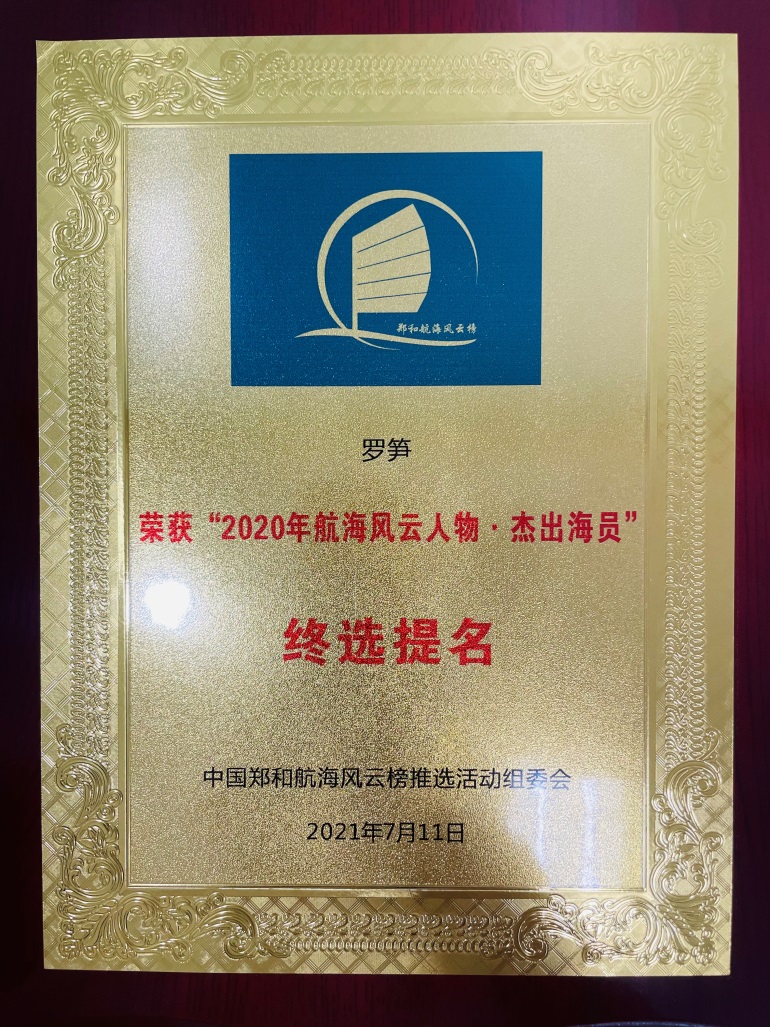 郑和航海风云榜
罗笋
荣获“2020年航海风云人物·杰出海员”
终选提名
中国郑和航海风云榜推选活动组委会
2021年7月11日